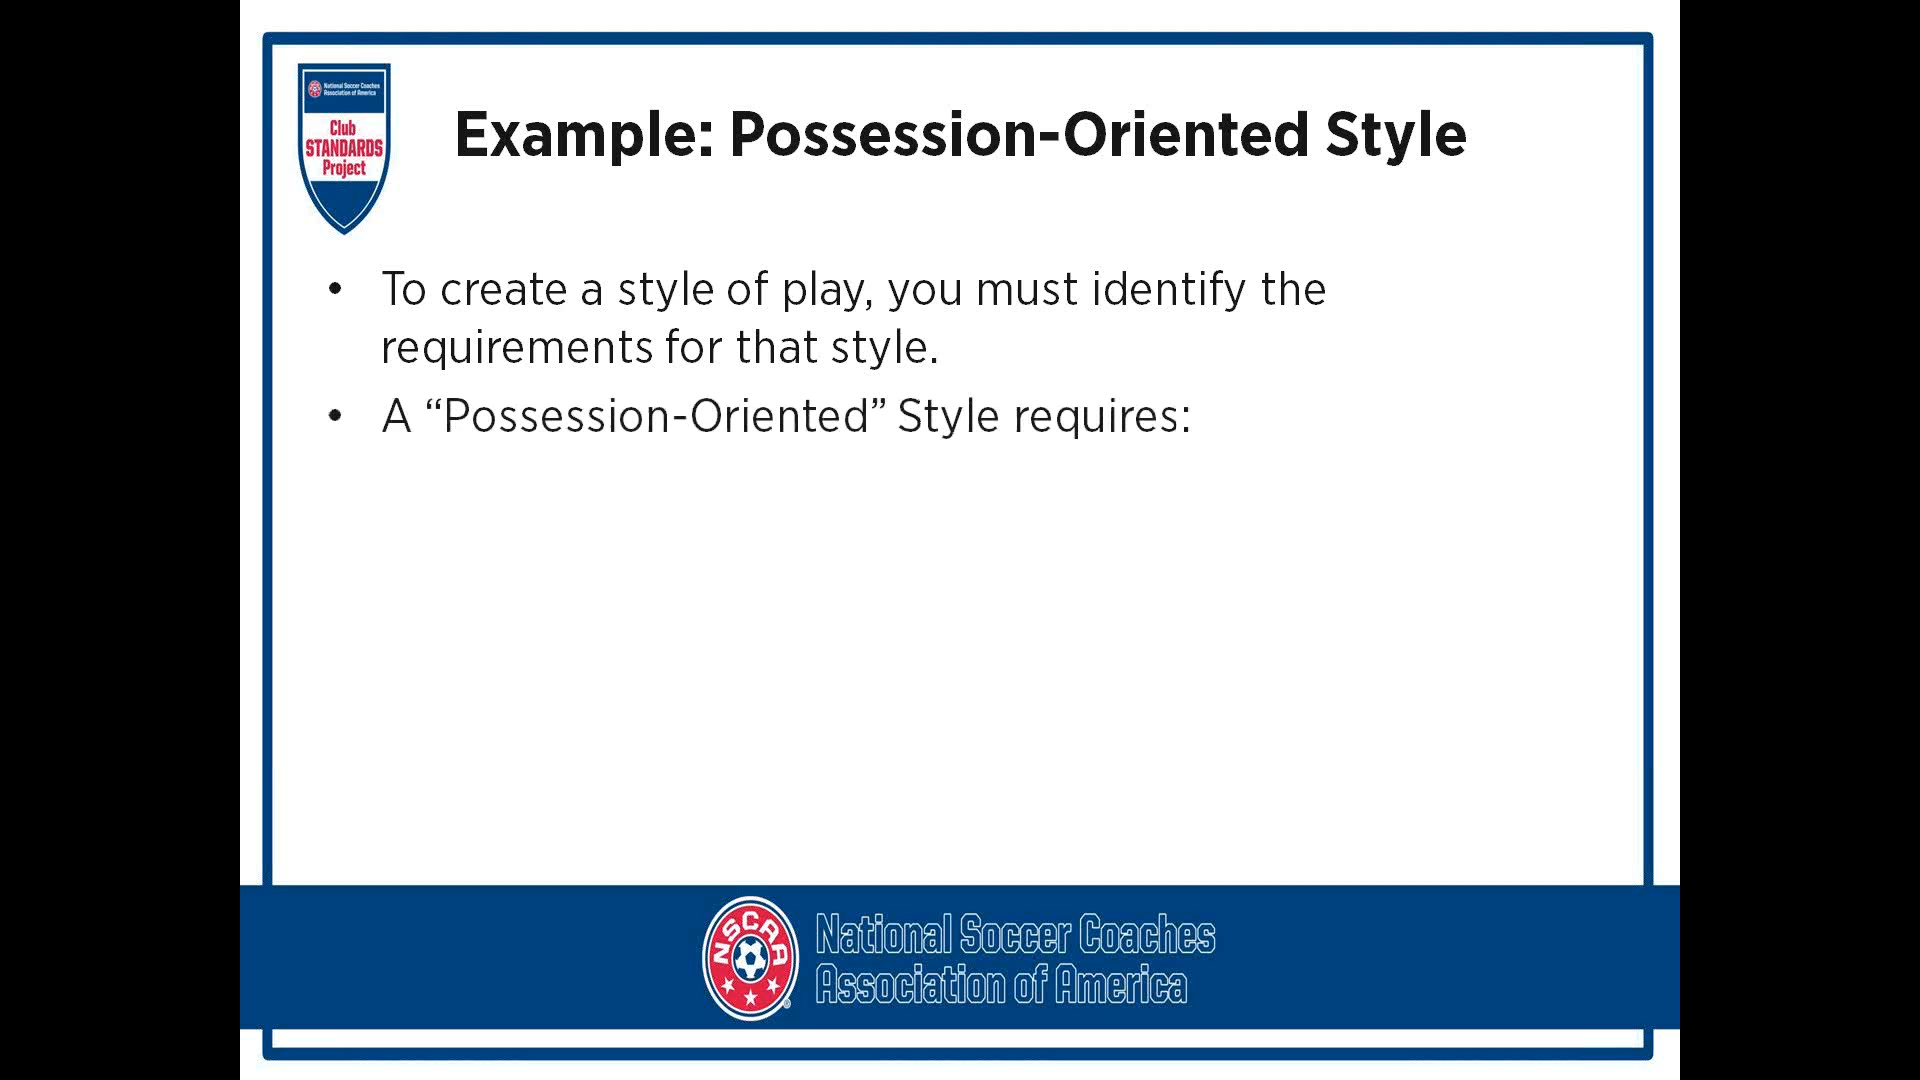 National Soccer Coaches
Association of America
Club
STANDARDS
Project
Example: Possession-Oriented Style
• To create a style of play, you must identify the
requirements for that style.
• A “Possession-Oriented” Style requires:
NSCAA
®
National Soccer Coaches
Association of America